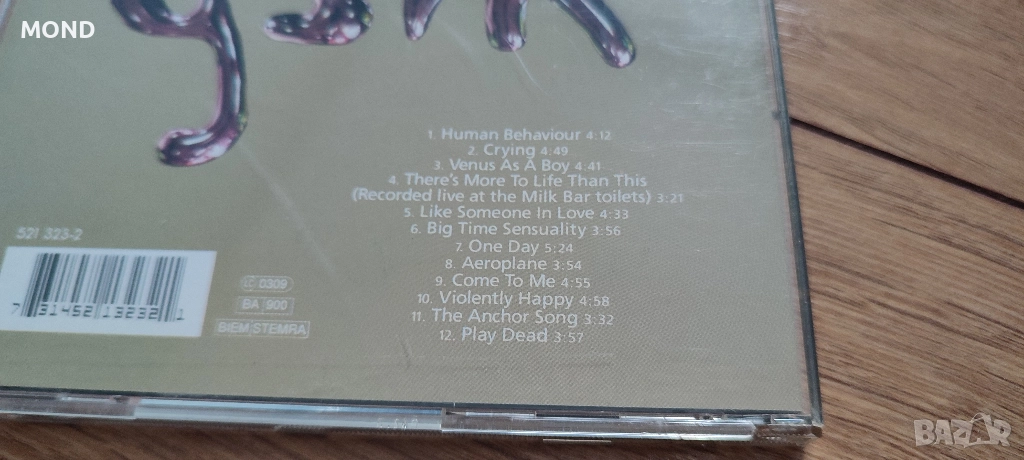 MOND
1. Human Behaviour 4:12
2. Crying 4:49
3. Venus As A Boy 4:41
4. There's More To Life Than This
(Recorded live at the Milk Bar toilets) 3:21
5. Like Someone In Love 4:33
6. Big Time Sensuality 3:56
7. One Day 5:24
8. Aeroplane 3:54
9. Come To Me 4:55
10. Violently Happy 4:58
11. The Anchor Song 3:32
12. Play Dead 3:57
521 323-2
7 31452 13232 1
LC 0309
BA 900
BIEM STEMRA
BAZAR